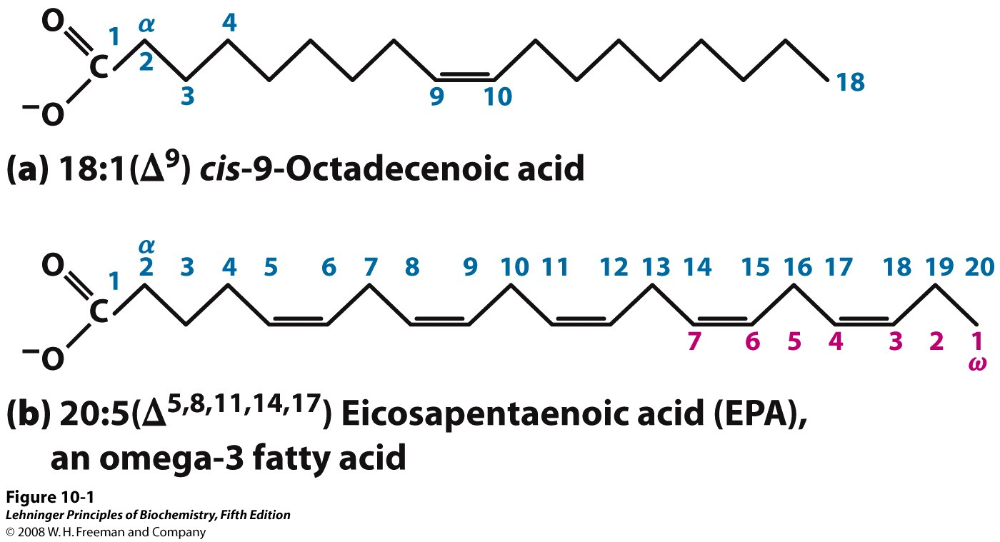 O
1 α 4
C 2
3 9 10 18
–O
(a) 18:1(Δ⁹) cis-9-Octadecenoic acid
α
O 1 2 3 4 5 6 7 8 9 10 11 12 13 14 15 16 17 18 19 20
C
7 6 5 4 3 2 1
–O ω
(b) 20:5(Δ⁵,⁸,¹¹,¹⁴,¹⁷) Eicosapentaenoic acid (EPA),
an omega-3 fatty acid
Figure 10-1
Lehninger Principles of Biochemistry, Fifth Edition
© 2008 W. H. Freeman and Company